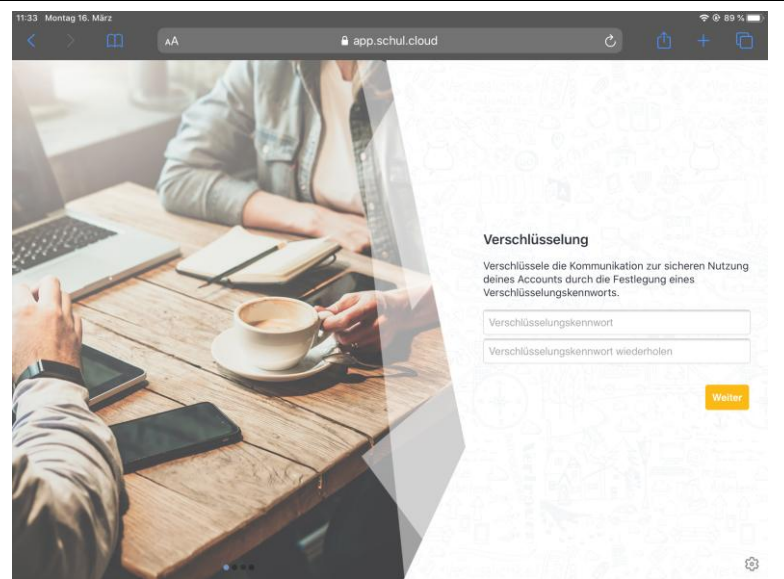 11:33 Montag 16. März
89 %
AA
app.schul.cloud
Verschlüsselung
Verschlüssele die Kommunikation zur sicheren Nutzung
deines Accounts durch die Festlegung eines
Verschlüsselungskennworts.
Verschlüsselungskennwort
Verschlüsselungskennwort wiederholen
Weiter